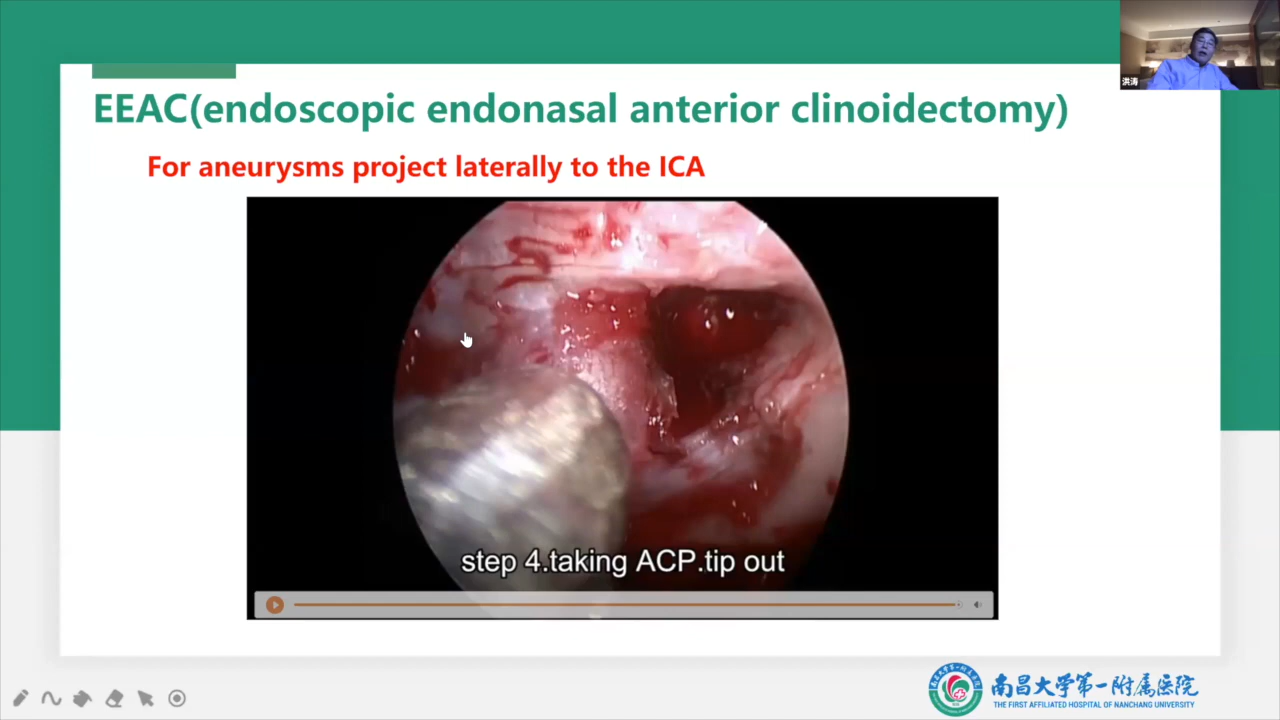 洪涛
EEAC(endoscopic endonasal anterior clinoidectomy)
For aneurysms project laterally to the ICA
step 4.taking ACP.tip out
南昌大学第一附属医院
THE FIRST AFFILIATED HOSPITAL OF NANCHANG UNIVERSITY